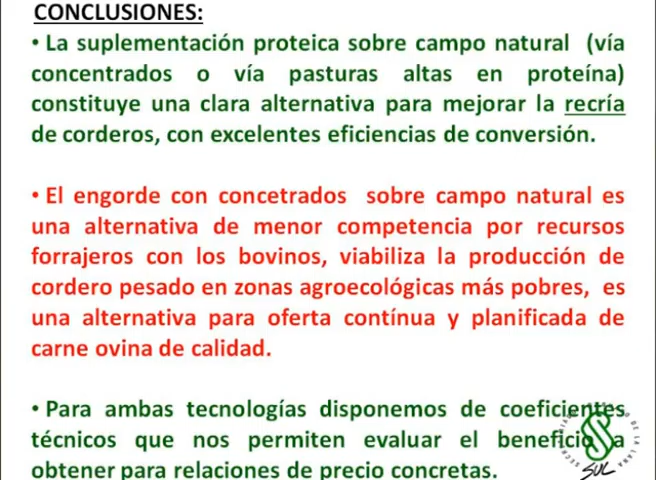 CONCLUSIONES:
• La suplementación proteica sobre campo natural (vía
concentrados o vía pasturas altas en proteína)
constituye una clara alternativa para mejorar la recría
de corderos, con excelentes eficiencias de conversión.
• El engorde con concetrados sobre campo natural es
una alternativa de menor competencia por recursos
forrajeros con los bovinos, viabiliza la producción de
cordero pesado en zonas agroecológicas más pobres, es
una alternativa para oferta contínua y planificada de
carne ovina de calidad.
• Para ambas tecnologías disponemos de coeficientes
técnicos que nos permiten evaluar el beneficio a
obtener para relaciones de precio concretas.
SUL